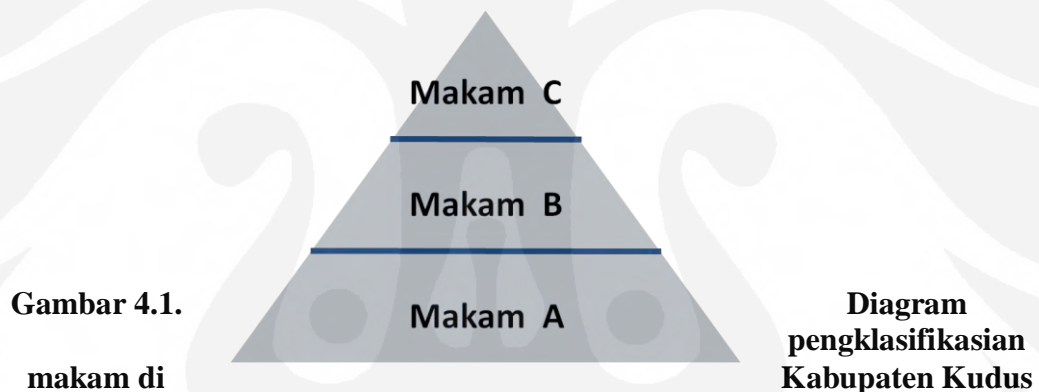 Makam C
Makam B
Makam A
Gambar 4.1. Diagram
pengklasifikasian
makam di Kabupaten Kudus